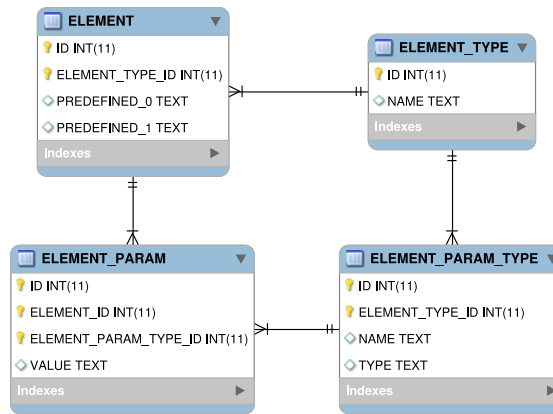 ELEMENT
ID INT(11)
ELEMENT_TYPE_ID INT(11)
PREDEFINED_0 TEXT
PREDEFINED_1 TEXT
Indexes
ELEMENT_TYPE
ID INT(11)
NAME TEXT
Indexes
ELEMENT_PARAM
ID INT(11)
ELEMENT_ID INT(11)
ELEMENT_PARAM_TYPE_ID INT(11)
VALUE TEXT
Indexes
ELEMENT_PARAM_TYPE
ID INT(11)
ELEMENT_TYPE_ID INT(11)
NAME TEXT
TYPE TEXT
Indexes